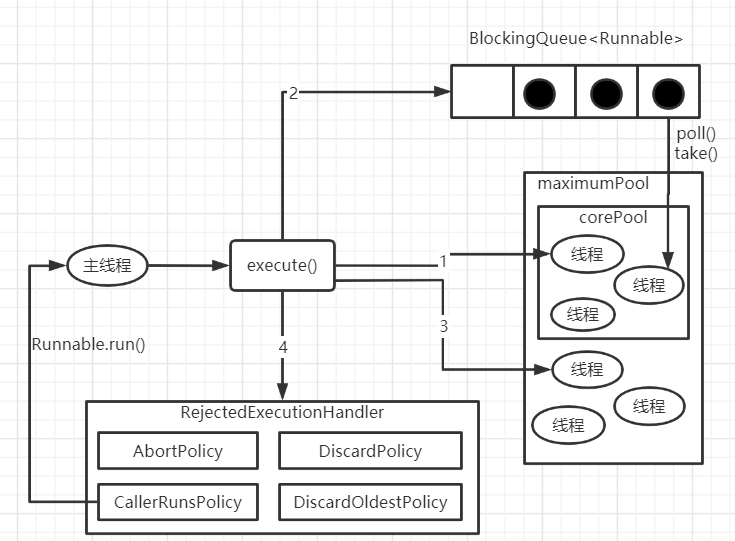 BlockingQueue<Runnable>
2
poll()
take()
maximumPool
corePool
主线程
execute()
1
线程
线程
线程
3
Runnable.run()
4
线程
线程
线程
RejectedExecutionHandler
AbortPolicy
DiscardPolicy
CallerRunsPolicy
DiscardOldestPolicy